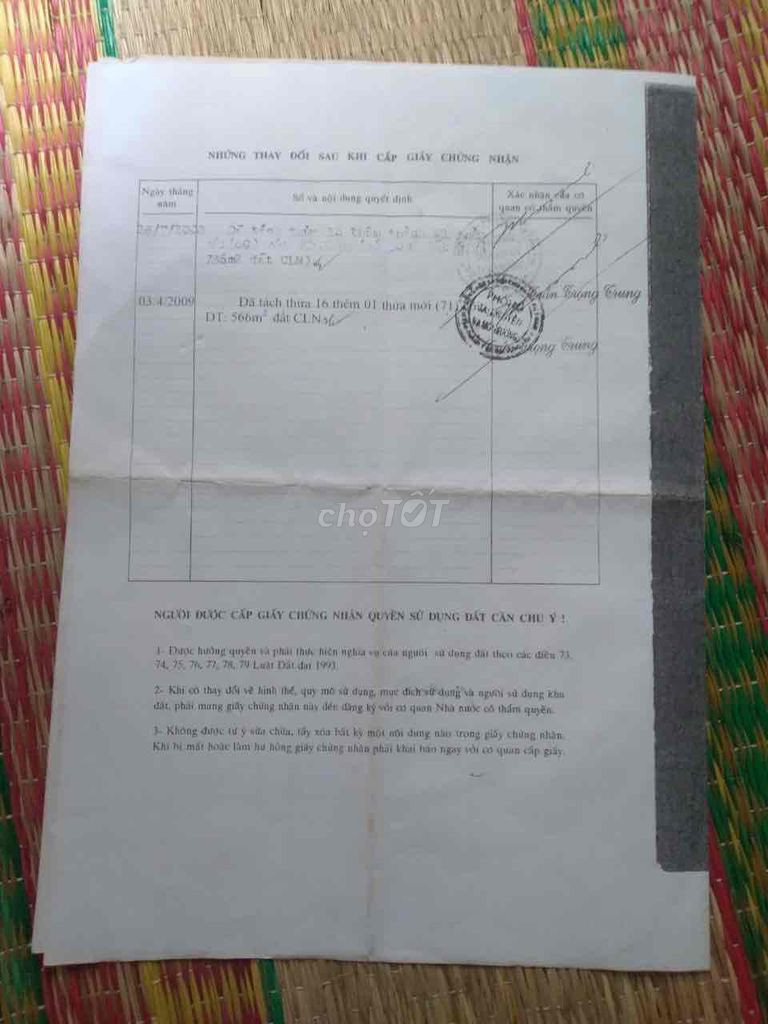 NHỮNG THAY ĐỔI SAU KHI CẤP GIẤY CHỨNG NHẬN
Ngày tháng năm
Số và nội dung quyết định
Xác nhận của cơ quan có thẩm quyền
736m² đất CLN
Trọng Trung
03/4/2009
Đã tách thửa 16 thêm 01 thửa mới (71)
DT: 566m² đất CLN
PHÒNG
Trọng Trung
chợTỐT
NGƯỜI ĐƯỢC CẤP GIẤY CHỨNG NHẬN QUYỀN SỬ DỤNG ĐẤT CẦN CHÚ Ý !
1- Được hưởng quyền và phải thực hiện nghĩa vụ của người sử dụng đất theo các điều 73,
74, 75, 76, 77, 78, 79 Luật Đất đai 1993.
2- Khi có thay đổi về hình thể, quy mô sử dụng, mục đích sử dụng và người sử dụng khu
đất, phải mang giấy chứng nhận này đến đăng ký với cơ quan Nhà nước có thẩm quyền.
3- Không được tự ý sửa chữa, tẩy xóa bất kỳ một nội dung nào trong giấy chứng nhận.
Khi bị mất hoặc làm hư hỏng giấy chứng nhận phải khai báo ngay với cơ quan cấp giấy.